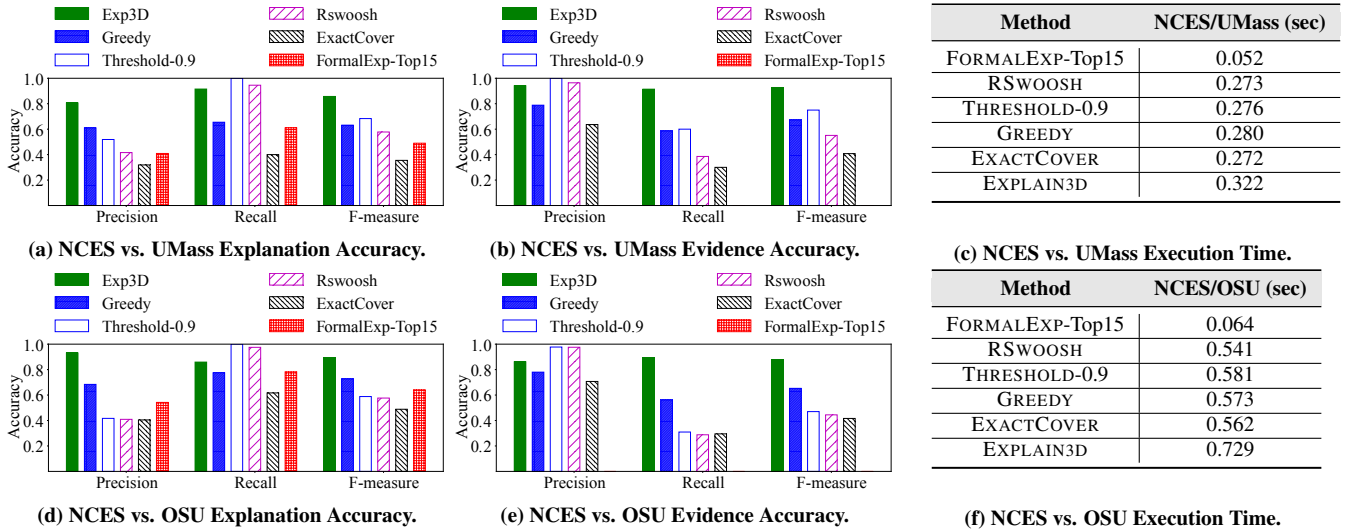 Exp3D
Greedy
Threshold-0.9
Rswoosh
ExactCover
FormalExp-Top15
Accuracy
1.0
0.8
0.6
0.4
0.2
Precision Recall F-measure
(a) NCES vs. UMass Explanation Accuracy.
Exp3D
Greedy
Threshold-0.9
Rswoosh
ExactCover
FormalExp-Top15
Accuracy
1.0
0.8
0.6
0.4
0.2
Precision Recall F-measure
(b) NCES vs. UMass Evidence Accuracy.
Method NCES/UMass (sec)
FORMALEXP-Top15 0.052
RSWOOSH 0.273
THRESHOLD-0.9 0.276
GREEDY 0.280
EXACTCOVER 0.272
EXPLAIN3D 0.322
(c) NCES vs. UMass Execution Time.
Exp3D
Greedy
Threshold-0.9
Rswoosh
ExactCover
FormalExp-Top15
Accuracy
1.0
0.8
0.6
0.4
0.2
Precision Recall F-measure
(d) NCES vs. OSU Explanation Accuracy.
Exp3D
Greedy
Threshold-0.9
Rswoosh
ExactCover
FormalExp-Top15
Accuracy
1.0
0.8
0.6
0.4
0.2
Precision Recall F-measure
(e) NCES vs. OSU Evidence Accuracy.
Method NCES/OSU (sec)
FORMALEXP-Top15 0.064
RSWOOSH 0.541
THRESHOLD-0.9 0.581
GREEDY 0.573
EXACTCOVER 0.562
EXPLAIN3D 0.729
(f) NCES vs. OSU Execution Time.